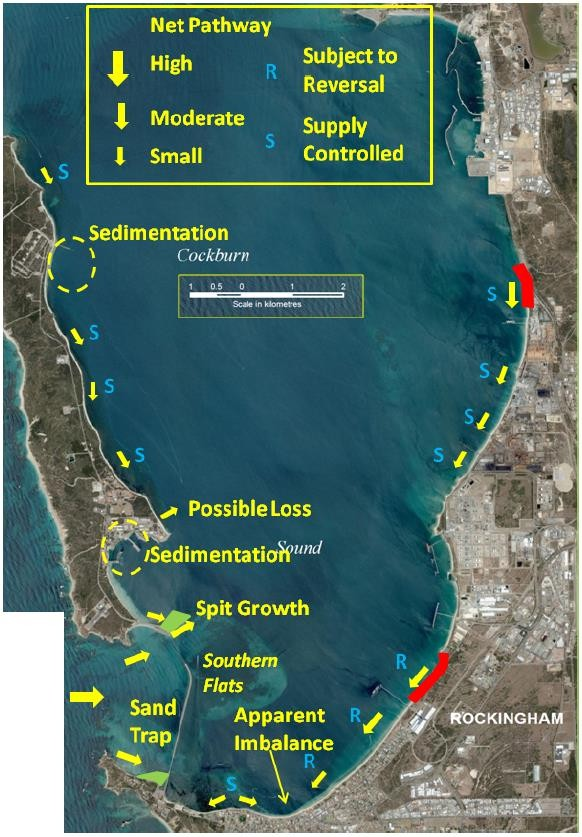 Net Pathway
High
Moderate
Small
R
Subject to
Reversal
S
Supply
Controlled
S
Sedimentation
Cockburn
1 0.5 0 1 2
Scale in kilometres
S
S
S
S
S
S
S
Possible Loss
Sedimentation
Sound
Spit Growth
Southern
Flats
R
Sand
Trap
Apparent
Imbalance
R
ROCKINGHAM
R
S